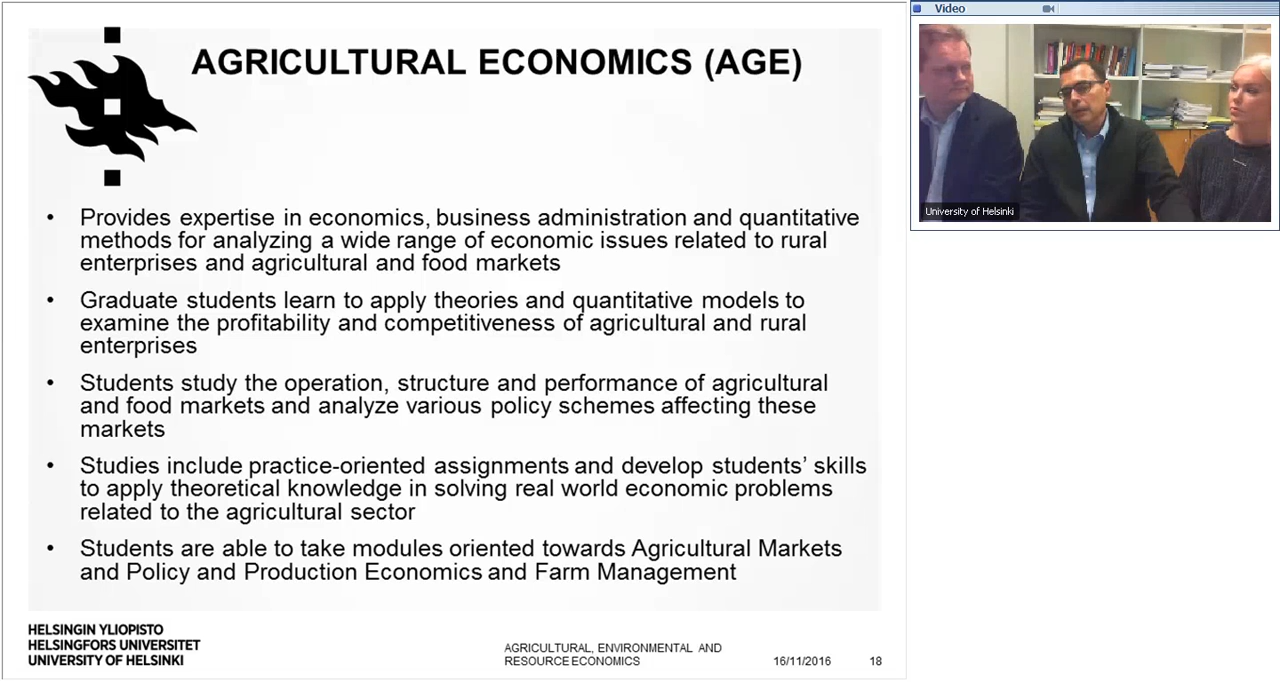 AGRICULTURAL ECONOMICS (AGE)
• Provides expertise in economics, business administration and quantitative
methods for analyzing a wide range of economic issues related to rural
enterprises and agricultural and food markets
• Graduate students learn to apply theories and quantitative models to
examine the profitability and competitiveness of agricultural and rural
enterprises
• Students study the operation, structure and performance of agricultural
and food markets and analyze various policy schemes affecting these
markets
• Studies include practice-oriented assignments and develop students’ skills
to apply theoretical knowledge in solving real world economic problems
related to the agricultural sector
• Students are able to take modules oriented towards Agricultural Markets
and Policy and Production Economics and Farm Management
HELSINGIN YLIOPISTO
HELSINGFORS UNIVERSITET
UNIVERSITY OF HELSINKI
AGRICULTURAL, ENVIRONMENTAL AND
RESOURCE ECONOMICS
16/11/2016 18
Video
University of Helsinki